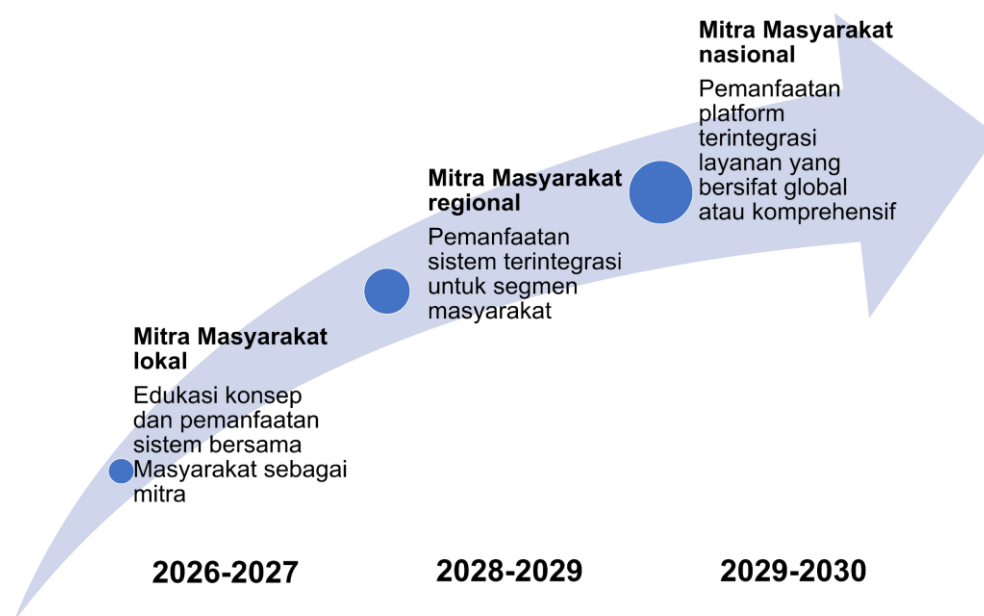 Mitra Masyarakat
lokal
Edukasi konsep
dan pemanfaatan
sistem bersama
Masyarakat sebagai
mitra
Mitra Masyarakat
regional
Pemanfaatan
sistem terintegrasi
untuk segmen
masyarakat
Mitra Masyarakat
nasional
Pemanfaatan
platform
terintegrasi
layanan yang
bersifat global
atau komprehensif
2026-2027
2028-2029
2029-2030